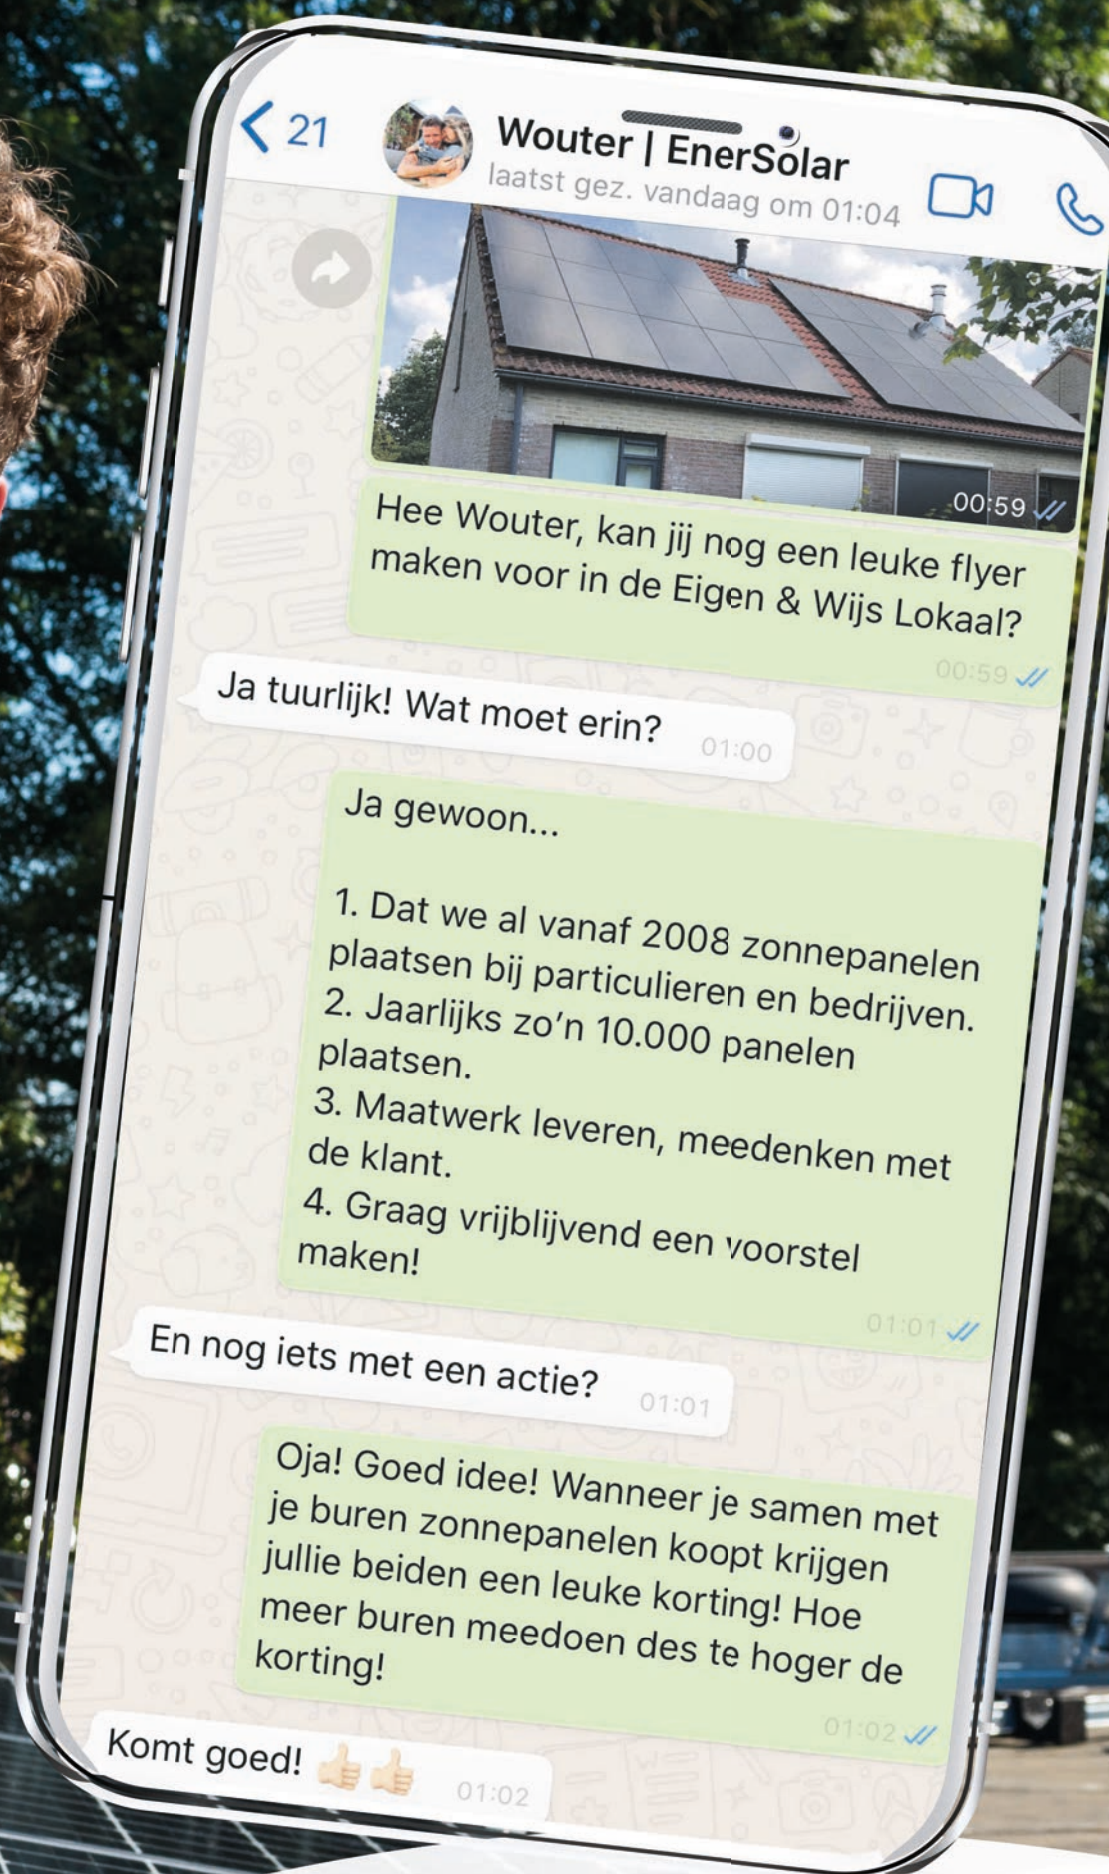 21
Wouter | EnerSolar
laatst gez. vandaag om 01:04
00:59
Hee Wouter, kan jij nog een leuke flyer
maken voor in de Eigen & Wijs Lokaal?
00:59
Ja tuurlijk! Wat moet erin?
01:00
Ja gewoon...
1. Dat we al vanaf 2008 zonnepanelen
plaatsen bij particulieren en bedrijven.
2. Jaarlijks zo'n 10.000 panelen
plaatsen.
3. Maatwerk leveren, meedenken met
de klant.
4. Graag vrijblijvend een voorstel
maken!
01:01
En nog iets met een actie?
01:01
Oja! Goed idee! Wanneer je samen met
je buren zonnepanelen koopt krijgen
jullie beiden een leuke korting! Hoe
meer buren meedoen des te hoger de
korting!
01:02
Komt goed! 👍🏻👍🏻
01:02